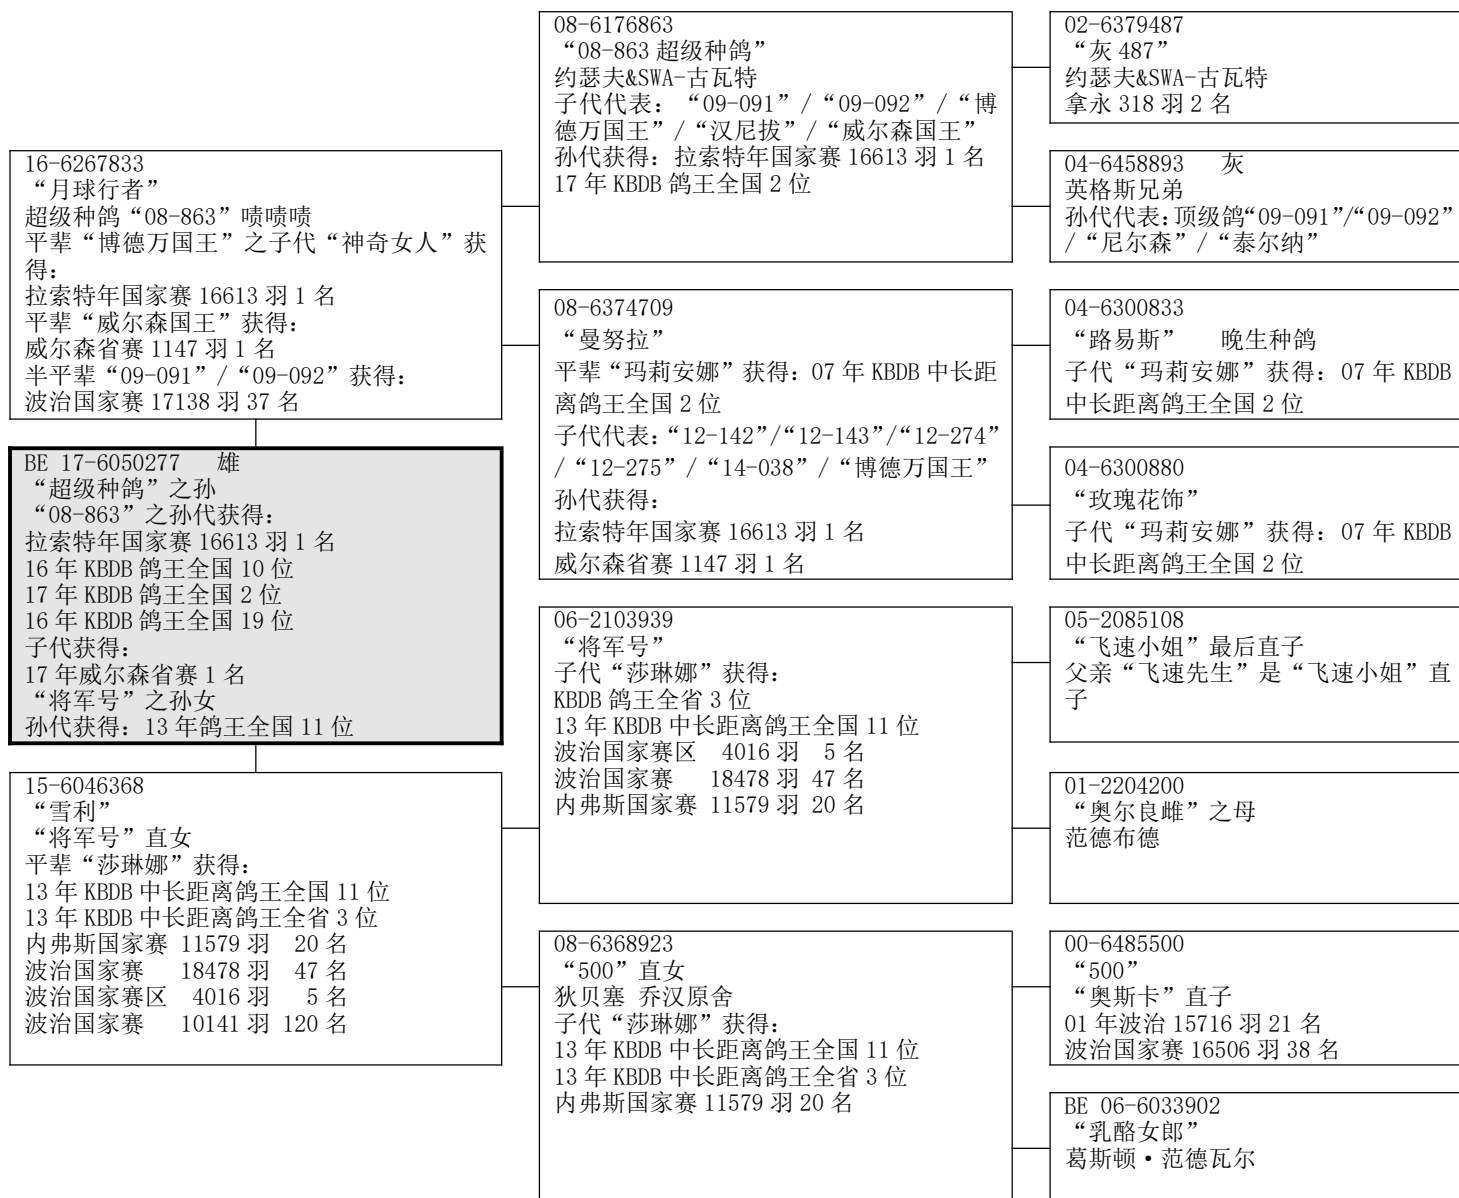 16-6267833
“月球行者”
超级种鸽“08-863”啧啧啧
平辈“博德万国王”之子代“神奇女人”获
得：
拉索特年国家赛 16613 羽 1 名
平辈“威尔森国王”获得：
威尔森省赛 1147 羽 1 名
半平辈“09-091”/“09-092”获得：
波治国家赛 17138 羽 37 名
BE 17-6050277 雄
“超级种鸽”之孙
“08-863”之孙代获得：
拉索特年国家赛 16613 羽 1 名
16 年 KBDB 鸽王全国 10 位
17 年 KBDB 鸽王全国 2 位
16 年 KBDB 鸽王全国 19 位
子代获得：
17 年威尔森省赛 1 名
“将军号”之孙女
孙代获得：13 年鸽王全国 11 位
15-6046368
“雪利”
“将军号”直女
平辈“莎琳娜”获得：
13 年 KBDB 中长距离鸽王全国 11 位
13 年 KBDB 中长距离鸽王全省 3 位
内弗斯国家赛 11579 羽 20 名
波治国家赛 18478 羽 47 名
波治国家赛区 4016 羽 5 名
波治国家赛 10141 羽 120 名
08-6176863
“08-863 超级种鸽”
约瑟夫&SWA-古瓦特
子代代表：“09-091”/“09-092”/“博
德万国王”/“汉尼拔”/“威尔森国王”
孙代获得：拉索特年国家赛 16613 羽 1 名
17 年 KBDB 鸽王全国 2 位
08-6374709
“曼努拉”
平辈“玛莉安娜”获得：07 年 KBDB 中长距
离鸽王全国 2 位
子代代表：“12-142”/“12-143”/“12-274”
/“12-275”/“14-038”/“博德万国王”
孙代获得：
拉索特年国家赛 16613 羽 1 名
威尔森省赛 1147 羽 1 名
06-2103939
“将军号”
子代“莎琳娜”获得：
KBDB 鸽王全省 3 位
13 年 KBDB 中长距离鸽王全国 11 位
波治国家赛区 4016 羽 5 名
波治国家赛 18478 羽 47 名
内弗斯国家赛 11579 羽 20 名
08-6368923
“500”直女
狄贝塞 乔汉原舍
子代“莎琳娜”获得：
13 年 KBDB 中长距离鸽王全国 11 位
13 年 KBDB 中长距离鸽王全省 3 位
内弗斯国家赛 11579 羽 20 名
02-6379487
“灰 487”
约瑟夫&SWA-古瓦特
拿永 318 羽 2 名
04-6458893 灰
英格斯兄弟
孙代代表：顶级鸽“09-091”/“09-092”
/“尼尔森”/“泰尔纳”
04-6300833
“路易斯” 晚生种鸽
子代“玛莉安娜”获得：07 年 KBDB
中长距离鸽王全国 2 位
04-6300880
“玫瑰花饰”
子代“玛莉安娜”获得：07 年 KBDB
中长距离鸽王全国 2 位
05-2085108
“飞速小姐”最后直子
父亲“飞速先生”是“飞速小姐”直
子
01-2204200
“奥尔良雌”之母
范德布德
00-6485500
“500”
“奥斯卡”直子
01 年波治 15716 羽 21 名
波治国家赛 16506 羽 38 名
BE 06-6033902
“乳酪女郎”
葛斯顿·范德瓦尔